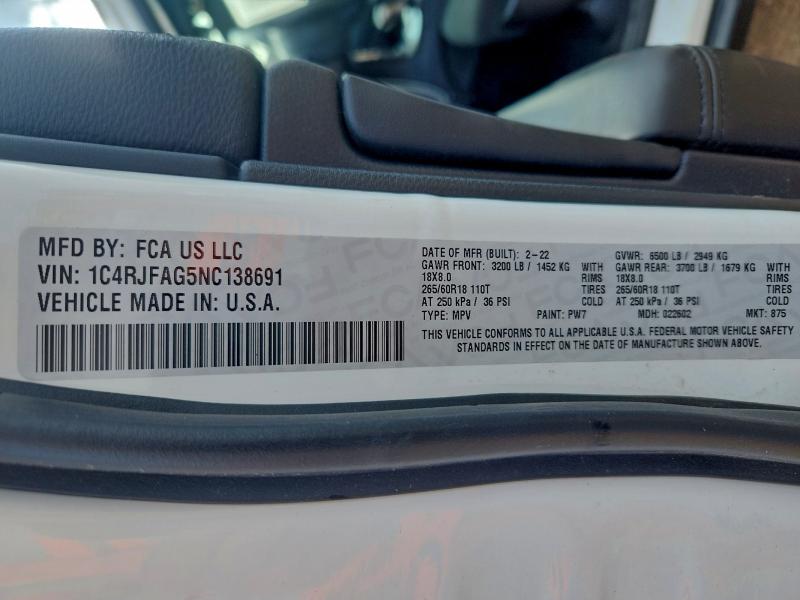 MFD BY: FCA US LLC
VIN: 1C4RJFAG5NC138691
VEHICLE MADE IN: U.S.A.
DATE OF MFR (BUILT): 2-22 GVWR: 6500 LB / 2949 KG
GAWR FRONT: 3200 LB / 1452 KG WITH GAWR REAR: 3700 LB / 1679 KG WITH
18X8.0 RIMS 18X8.0 RIMS
265/60R18 110T TIRES 265/60R18 110T TIRES
AT 250 kPa / 36 PSI COLD AT 250 kPa / 36 PSI COLD
TYPE: MPV PAINT: PW7 MDH: 022602 MKT: 875
THIS VEHICLE CONFORMS TO ALL APPLICABLE U.S.A. FEDERAL MOTOR VEHICLE SAFETY
STANDARDS IN EFFECT ON THE DATE OF MANUFACTURE SHOWN ABOVE.